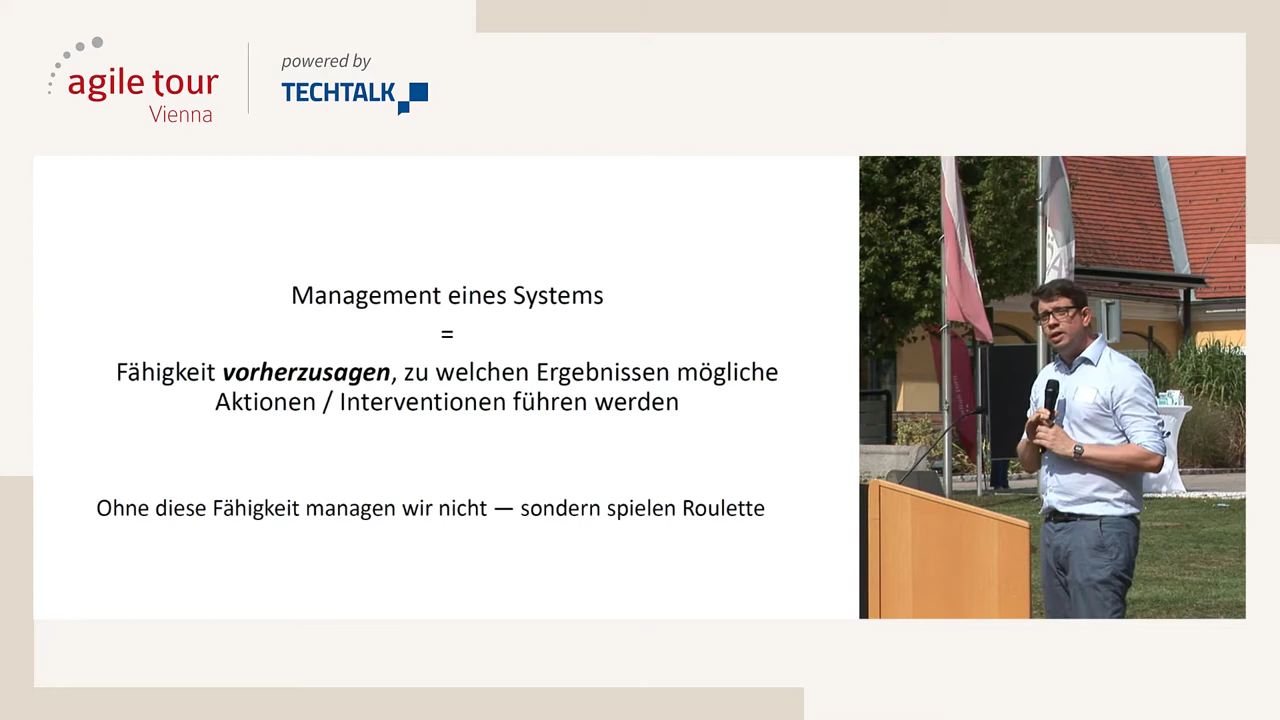 agile tour
Vienna
powered by
TECHTALK
Management eines Systems
=
Fähigkeit vorherzusagen, zu welchen Ergebnissen mögliche
Aktionen / Interventionen führen werden
Ohne diese Fähigkeit managen wir nicht — sondern spielen Roulette